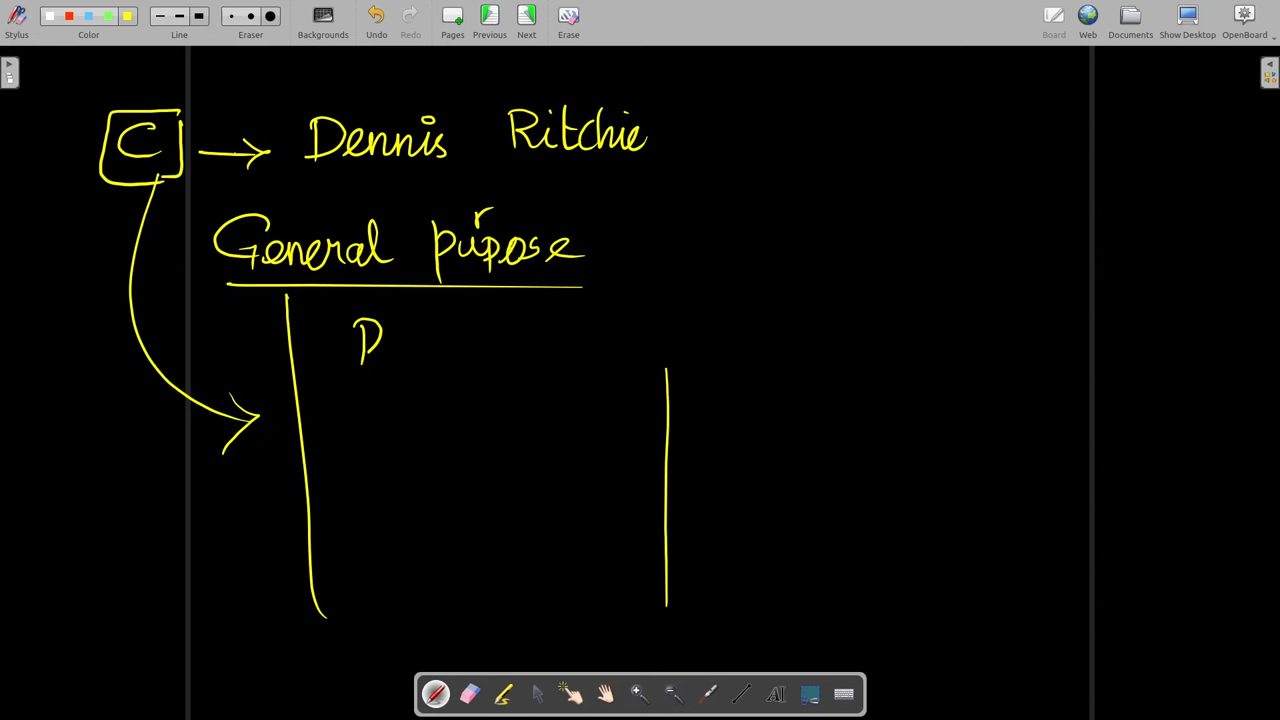 Stylus Color Line Eraser Backgrounds Undo Redo Pages Previous Next Erase Board Web Documents Show Desktop OpenBoard
C → Dennis Ritchie
General purpose
D
AI